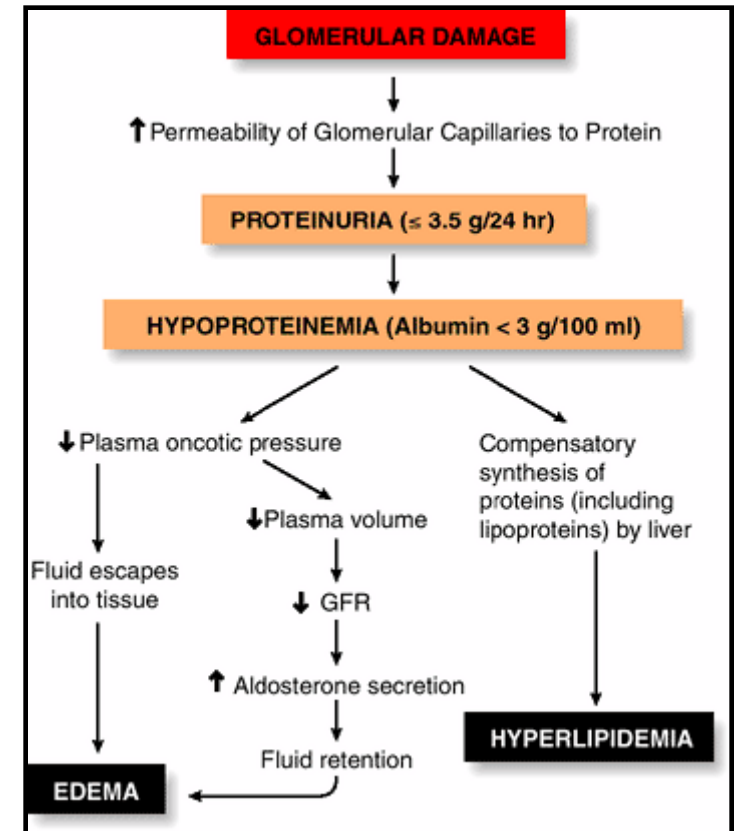 GLOMERULAR DAMAGE
↑ Permeability of Glomerular Capillaries to Protein
PROTEINURIA (≤ 3.5 g/24 hr)
HYPOPROTEINEMIA (Albumin < 3 g/100 ml)
↓ Plasma oncotic pressure
Fluid escapes
into tissue
↓ Plasma volume
↓ GFR
↑ Aldosterone secretion
Fluid retention
EDEMA
Compensatory
synthesis of
proteins (including
lipoproteins) by liver
HYPERLIPIDEMIA